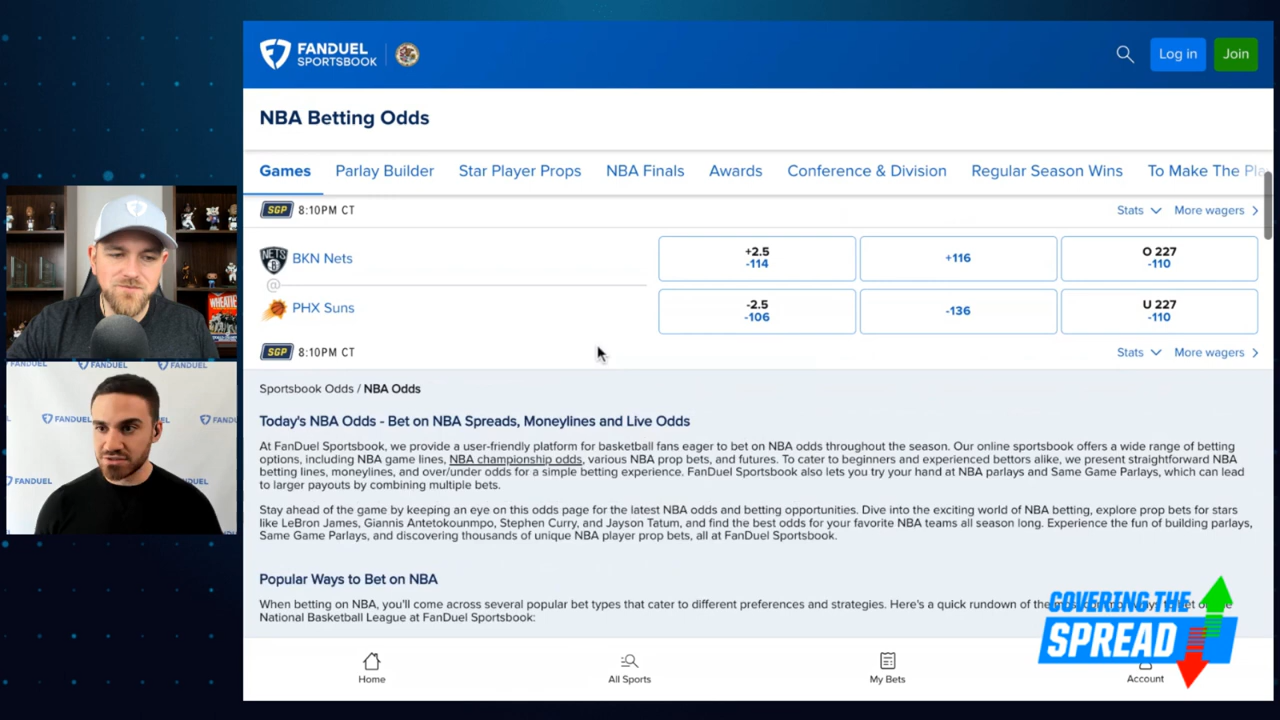 FANDUEL
SPORTSBOOK
Log in
Join
NBA Betting Odds
Games
Parlay Builder
Star Player Props
NBA Finals
Awards
Conference & Division
Regular Season Wins
To Make The Pla
SGP 8:10PM CT
Stats
More wagers
BKN Nets
+2.5
-114
+116
O 227
-110
@
PHX Suns
-2.5
-106
-136
U 227
-110
SGP 8:10PM CT
Stats
More wagers
Sportsbook Odds / NBA Odds
Today's NBA Odds - Bet on NBA Spreads, Moneylines and Live Odds
At FanDuel Sportsbook, we provide a user-friendly platform for basketball fans eager to bet on NBA odds throughout the season. Our online sportsbook offers a wide range of betting
options, including NBA game lines, NBA championship odds, various NBA prop bets, and futures. To cater to beginners and experienced bettors alike, we present straightforward NBA
betting lines, moneylines, and over/under odds for a simple betting experience. FanDuel Sportsbook also lets you try your hand at NBA parlays and Same Game Parlays, which can lead
to larger payouts by combining multiple bets.
Stay ahead of the game by keeping an eye on this odds page for the latest NBA odds and betting opportunities. Dive into the exciting world of NBA betting, explore prop bets for stars
like LeBron James, Giannis Antetokounmpo, Stephen Curry, and Jayson Tatum, and find the best odds for your favorite NBA teams all season long. Experience the fun of building parlays,
Same Game Parlays, and discovering thousands of unique NBA player prop bets, all at FanDuel Sportsbook.
Popular Ways to Bet on NBA
When betting on NBA, you'll come across several popular bet types that cater to different preferences and strategies. Here's a quick rundown of the
National Basketball League at FanDuel Sportsbook:
COVERING THE
SPREAD
Home
All Sports
My Bets
Account
WHEATIES
FANDUEL
FANDUEL
FANDUEL
FANDUEL
FANDUEL